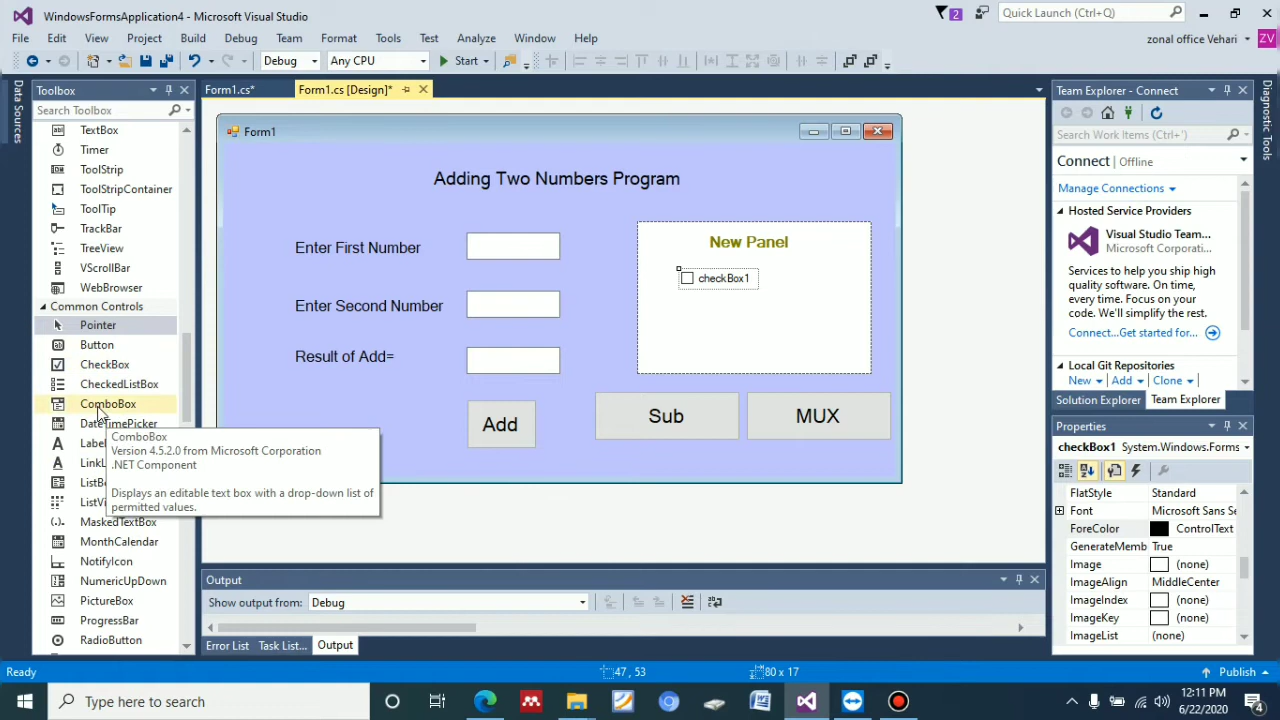 WindowsFormsApplication4 - Microsoft Visual Studio
2
Quick Launch (Ctrl+Q)
File Edit View Project Build Debug Team Format Tools Test Analyze Window Help
zonal office Vehari ZV
Debug Any CPU Start
Data Sources
Toolbox
Search Toolbox
TextBox
Timer
ToolStrip
ToolStripContainer
ToolTip
TrackBar
TreeView
VScrollBar
WebBrowser
Common Controls
Pointer
Button
CheckBox
CheckedListBox
ComboBox
DateTimePicker
Label
MaskedTextBox
MonthCalendar
NotifyIcon
NumericUpDown
PictureBox
ProgressBar
RadioButton
ComboBox
Version 4.5.2.0 from Microsoft Corporation
.NET Component
Displays an editable text box with a drop-down list of
permitted values.
Form1.cs* Form1.cs [Design]*
Form1
Adding Two Numbers Program
Enter First Number
Enter Second Number
Result of Add=
New Panel
checkBox1
Add
Sub
MUX
Output
Show output from: Debug
Error List Task List... Output
Team Explorer - Connect
Search Work Items (Ctrl+')
Connect | Offline
Manage Connections
Hosted Service Providers
Visual Studio Team...
Microsoft Corporati...
Services to help you ship high
quality software. On time,
every time. Focus on your
code. We'll simplify the rest.
Connect... Get started for...
Local Git Repositories
New Add Clone
Solution Explorer Team Explorer
Properties
checkBox1 System.Windows.Forms
FlatStyle Standard
Font Microsoft Sans Se
ForeColor ControlText
GenerateMemb True
Image (none)
ImageAlign MiddleCenter
ImageIndex (none)
ImageKey (none)
ImageList (none)
Diagnostic Tools
Ready 47 , 53 80 x 17 Publish
Type here to search
12:11 PM
6/22/2020
4